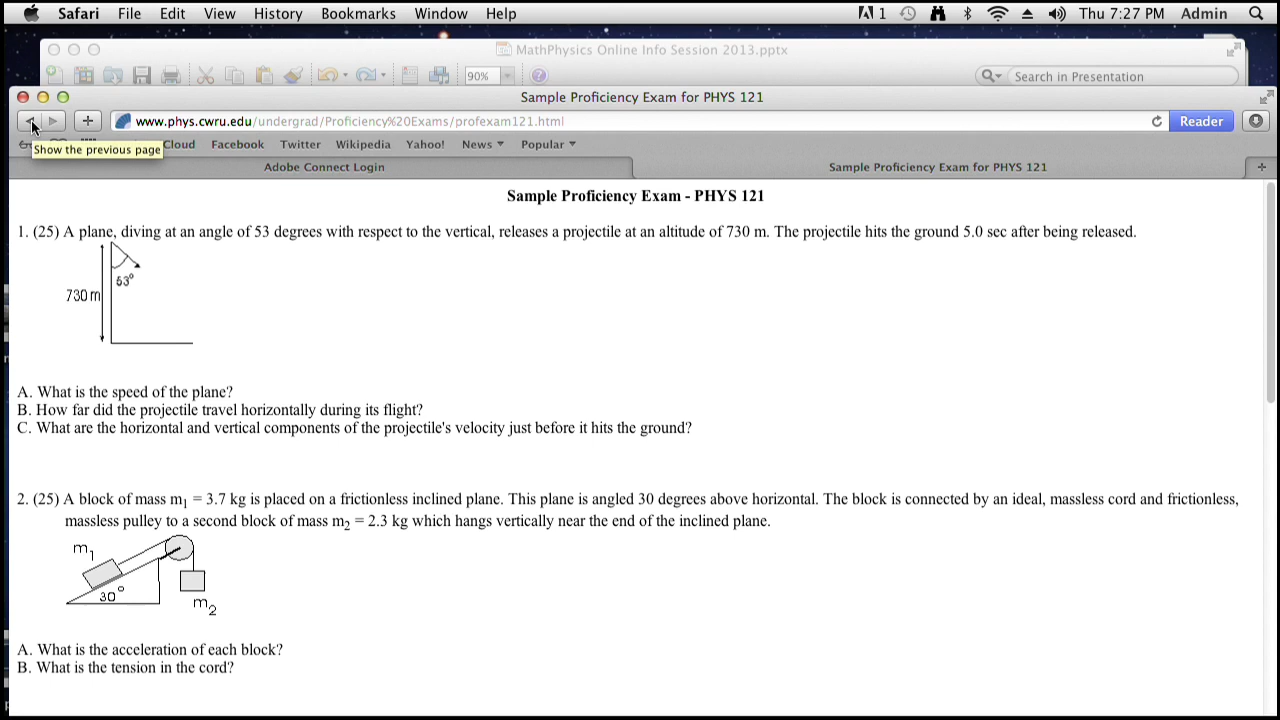 Safari File Edit View History Bookmarks Window Help 1 Thu 7:27 PM Admin
MathPhysics Online Info Session 2013.pptx
90% Search in Presentation
Sample Proficiency Exam for PHYS 121
www.phys.cwru.edu/undergrad/Proficiency%20Exams/profexam121.html Reader
Cloud Facebook Twitter Wikipedia Yahoo! News Popular
Show the previous page
Adobe Connect Login Sample Proficiency Exam for PHYS 121
Sample Proficiency Exam - PHYS 121
1. (25) A plane, diving at an angle of 53 degrees with respect to the vertical, releases a projectile at an altitude of 730 m. The projectile hits the ground 5.0 sec after being released.
53°
730 m
A. What is the speed of the plane?
B. How far did the projectile travel horizontally during its flight?
C. What are the horizontal and vertical components of the projectile's velocity just before it hits the ground?
2. (25) A block of mass m₁ = 3.7 kg is placed on a frictionless inclined plane. This plane is angled 30 degrees above horizontal. The block is connected by an ideal, massless cord and frictionless,
massless pulley to a second block of mass m₂ = 2.3 kg which hangs vertically near the end of the inclined plane.
m₁
30°
m₂
A. What is the acceleration of each block?
B. What is the tension in the cord?